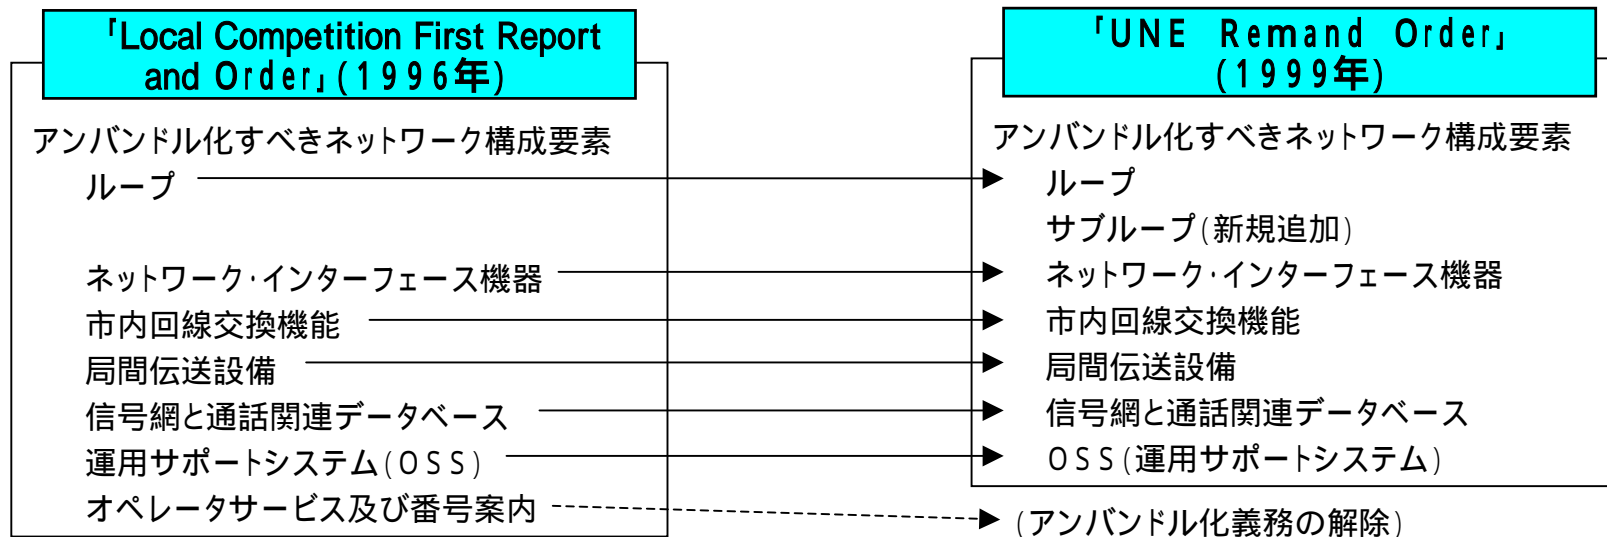 「Local Competition First Report
and Order」(1996年)
アンバンドル化すべきネットワーク構成要素
ループ
ネットワーク・インターフェース機器
市内回線交換機能
局間伝送設備
信号網と通話関連データベース
運用サポートシステム(OSS)
オペレータサービス及び番号案内
「UNE Remand Order」
(1999年)
アンバンドル化すべきネットワーク構成要素
ループ
サブループ(新規追加)
ネットワーク・インターフェース機器
市内回線交換機能
局間伝送設備
信号網と通話関連データベース
OSS(運用サポートシステム)
(アンバンドル化義務の解除)